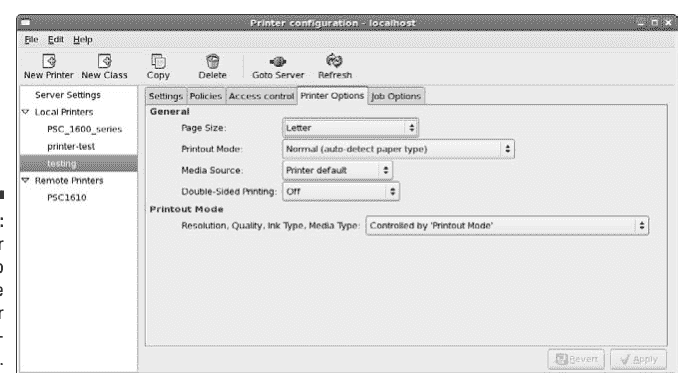 Printer configuration - localhost
File Edit Help
New Printer New Class Copy Delete Goto Server Refresh
Server Settings
Local Printers
PSC_1600_series
printer-test
testing
Remote Printers
PSC1610
Settings Policies Access control Printer Options Job Options
General
Page Size: Letter
Printout Mode: Normal (auto-detect paper type)
Media Source: Printer default
Double-Sided Printing: Off
Printout Mode
Resolution, Quality, Ink Type, Media Type: Controlled by 'Printout Mode'
Revert Apply